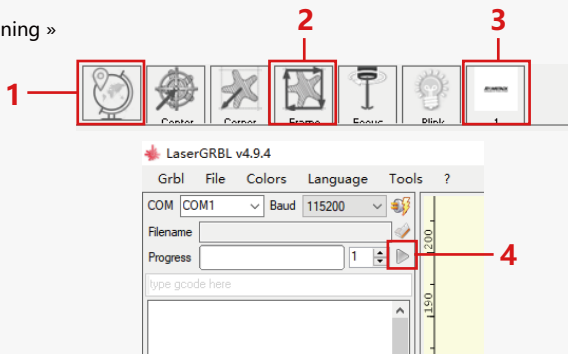 ning »
2
3
1
Center
Corner
Frame
Focus
Blink
1
LaserGRBL v4.9.4
Grbl File Colors Language Tools ?
COM COM1 Baud 115200
Filename
Progress 1
4
type gcode here
200
190